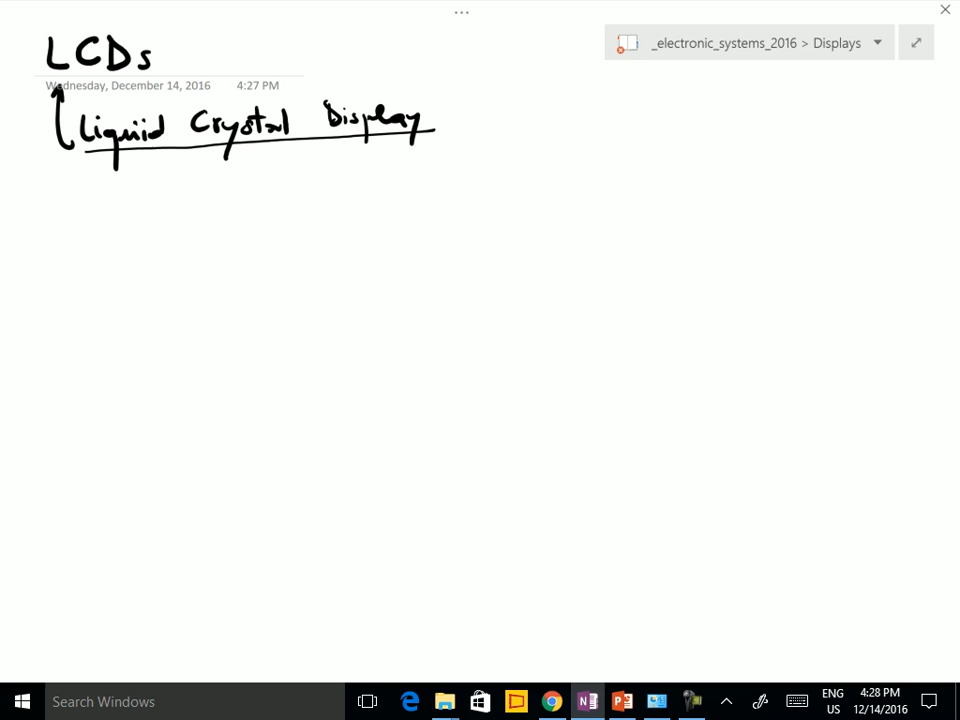 ...
LCDs
_electronic_systems_2016 > Displays
Wednesday, December 14, 2016 4:27 PM
Liquid Crystal Display
Search Windows
ENG
US
4:28 PM
12/14/2016